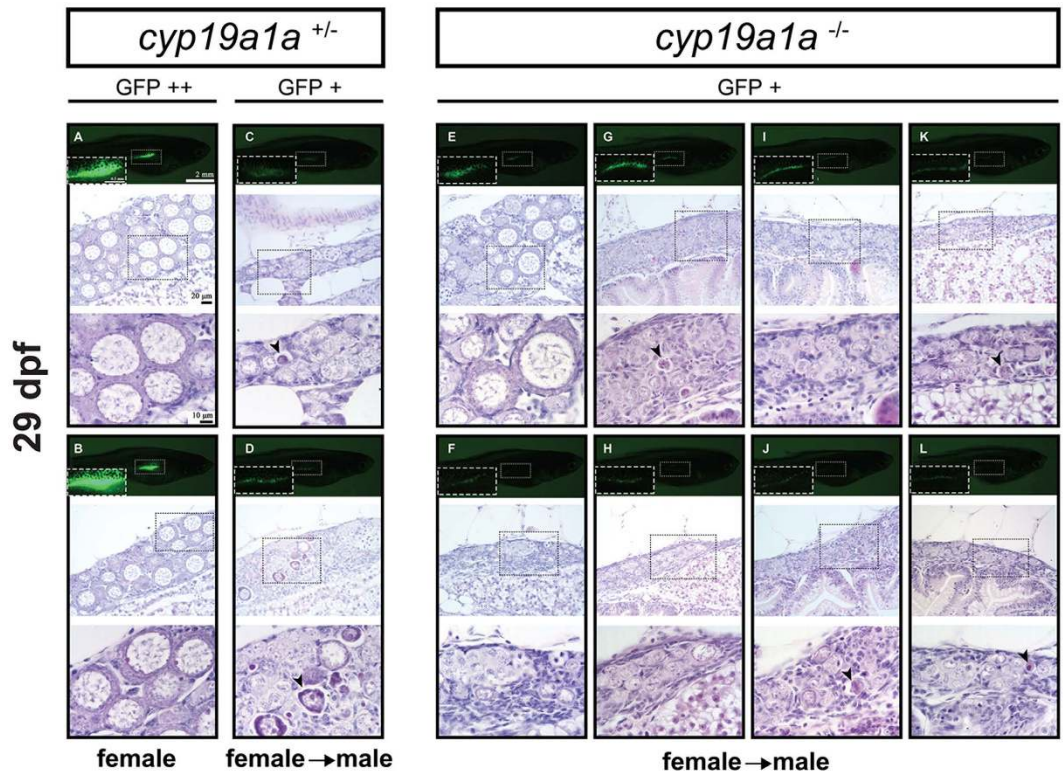 cyp19a1a +/-
cyp19a1a -/-
GFP ++
GFP +
GFP +
29 dpf
A
2 mm
20 µm
10 µm
C
E
G
I
K
B
D
F
H
J
L
female
female→male
female→male